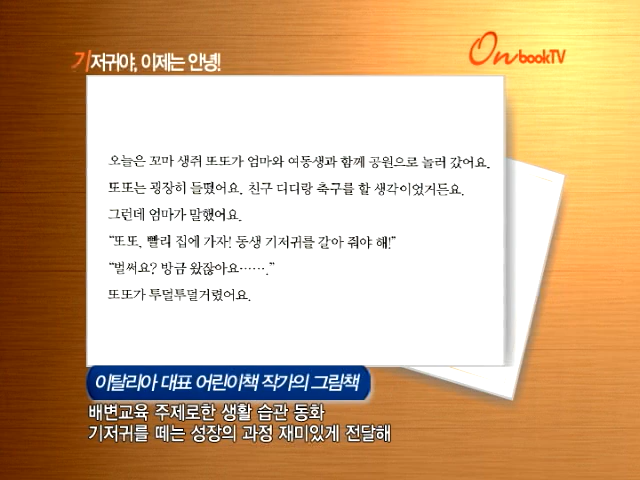 기저귀야, 이제는 안녕!
On bookTV
오늘은 꼬마 생쥐 또또가 엄마와 여동생과 함께 공원으로 놀러 갔어요.
또또는 굉장히 들떴어요. 친구 디디랑 축구를 할 생각이었거든요.
그런데 엄마가 말했어요.
“또또, 빨리 집에 가자! 동생 기저귀를 갈아 줘야 해!”
“벌써요? 방금 왔잖아요…….”
또또가 투덜투덜거렸어요.
이탈리아 대표 어린이책 작가의 그림책
배변교육 주제로한 생활 습관 동화
기저귀를 떼는 성장의 과정 재미있게 전달해